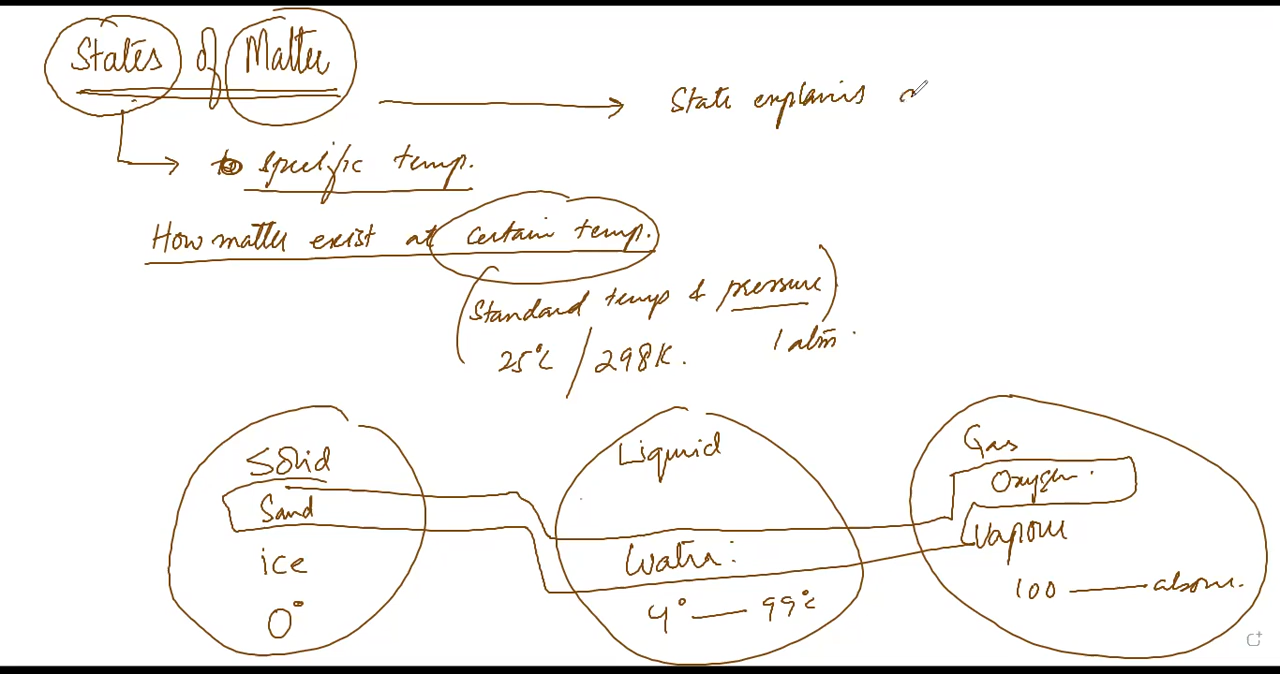 States of Matter
State explains
specific temp.
How matter exist at certain temp.
(Standard temp & pressure)
25°C / 298K. 1 atm.
Solid
Sand
ice
0°
Liquid
Water.
4° — 99°C
Gas
Oxygen.
Vapour
100 — above.